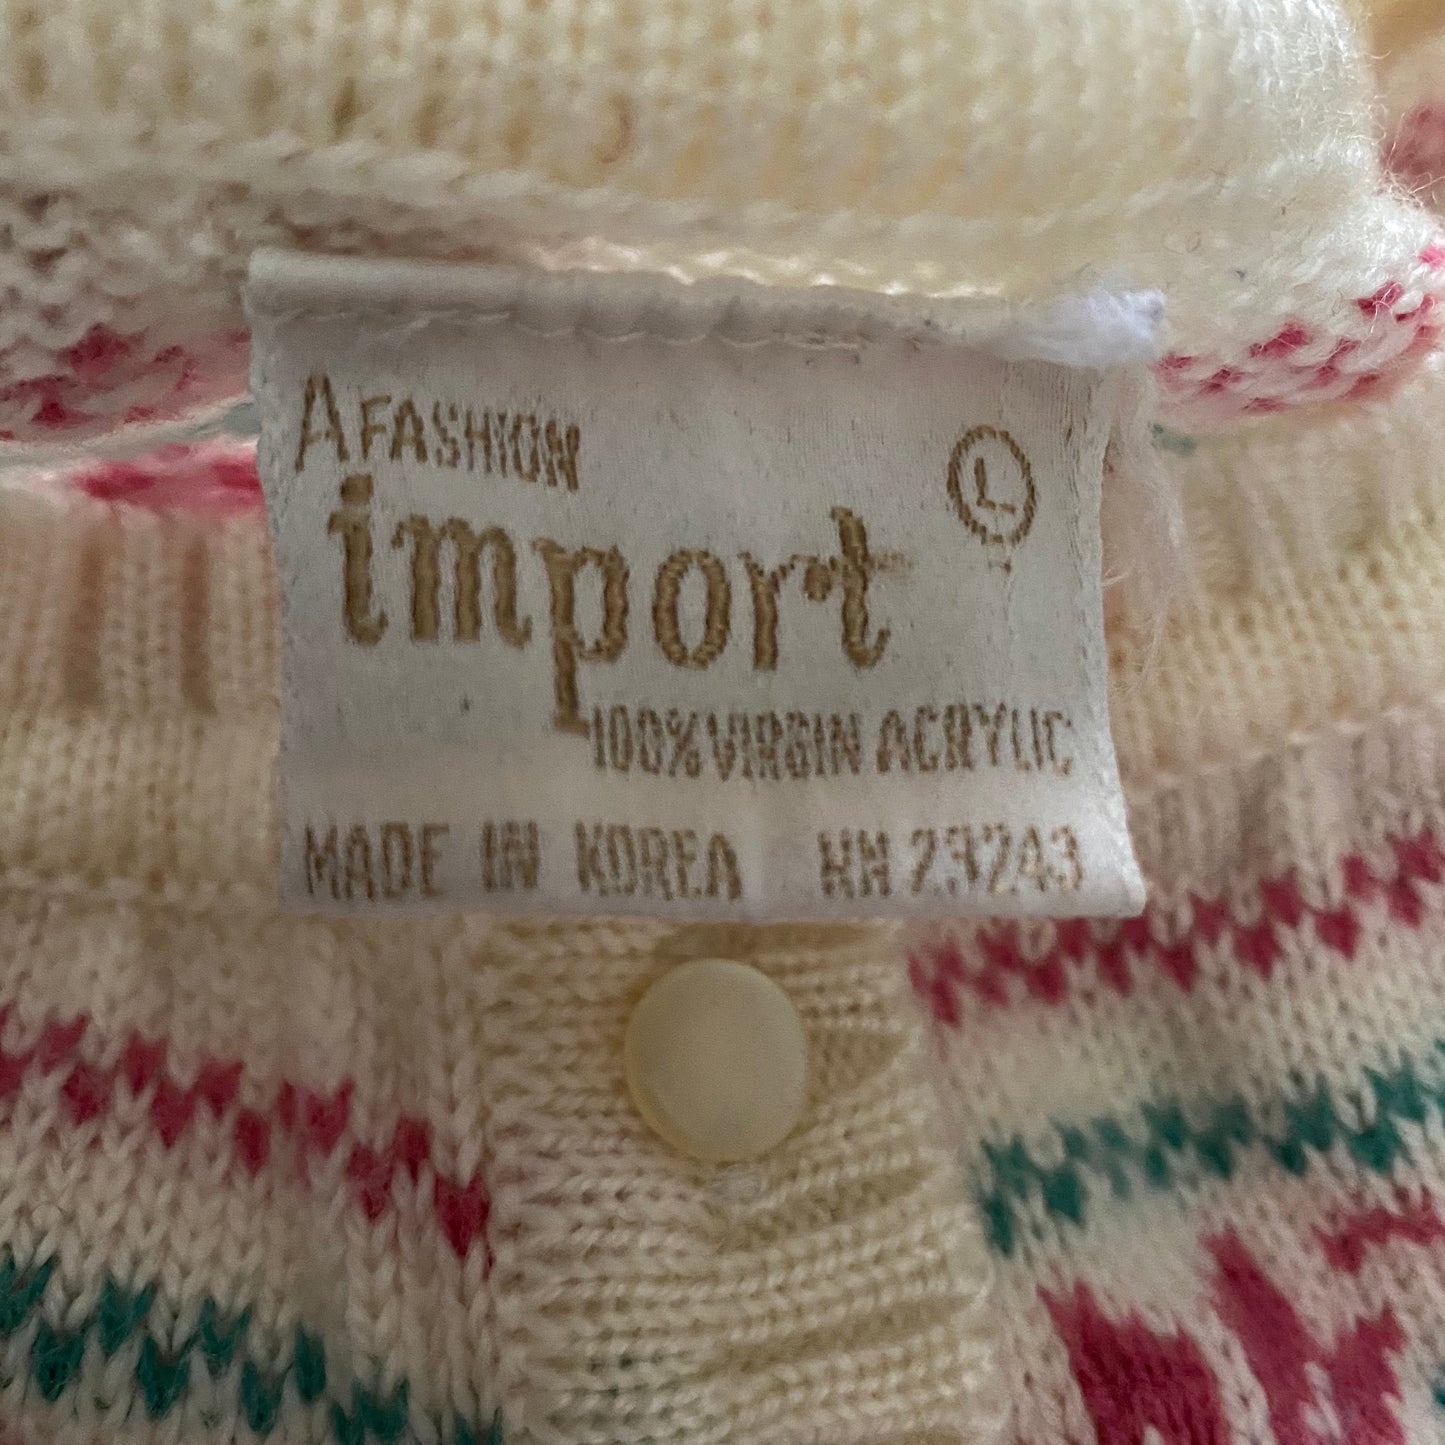 A FASHION
import
L
100% VIRGIN ACRYLIC
MADE IN KOREA RN 23243